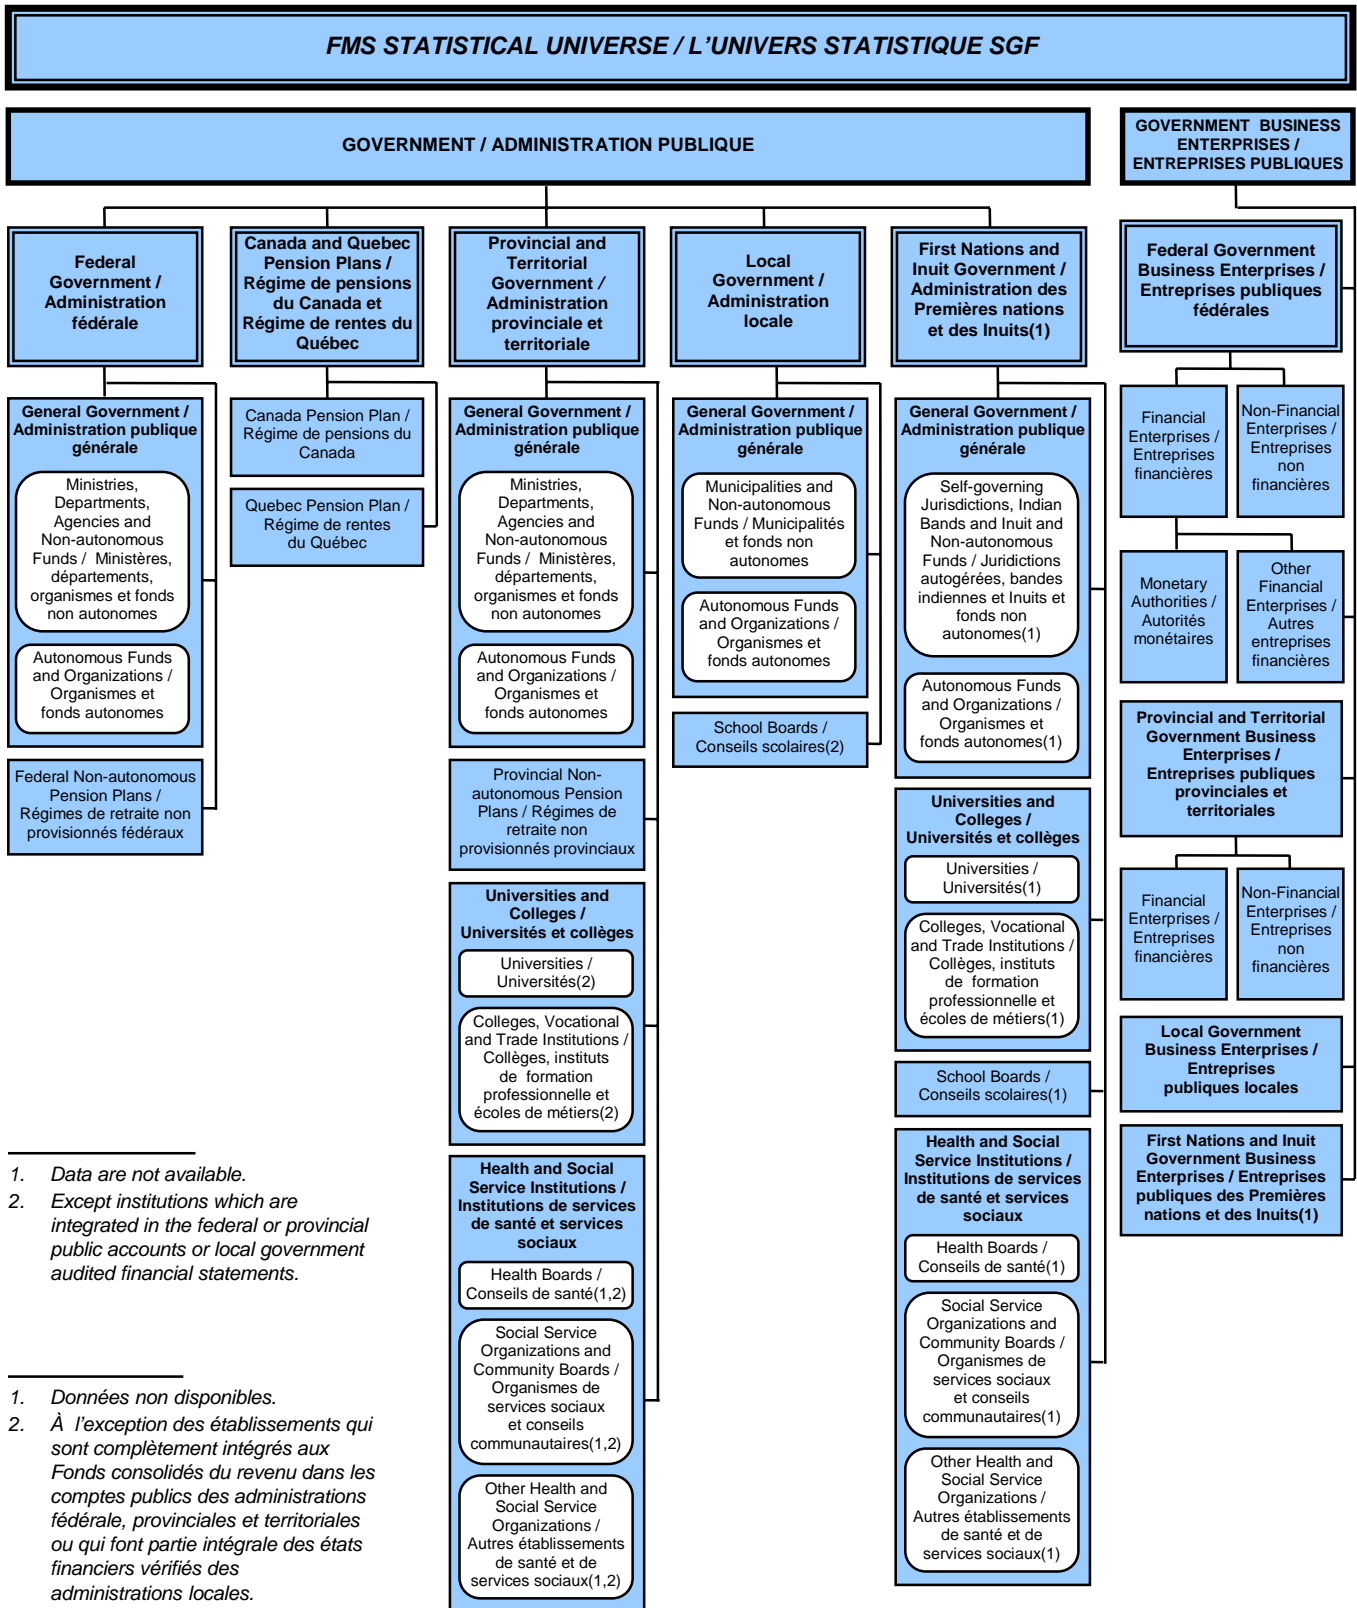 FMS STATISTICAL UNIVERSE / L'UNIVERS STATISTIQUE SGF
GOVERNMENT / ADMINISTRATION PUBLIQUE
GOVERNMENT BUSINESS
ENTERPRISES /
ENTREPRISES PUBLIQUES
Federal
Government /
Administration
fédérale
Canada and Quebec
Pension Plans /
Régime de pensions
du Canada et
Régime de rentes du
Québec
Provincial and
Territorial
Government /
Administration
provinciale et
territoriale
Local
Government /
Administration
locale
First Nations and
Inuit Government /
Administration des
Premières nations
et des Inuits(1)
Federal Government
Business Enterprises /
Entreprises publiques
fédérales
General Government /
Administration publique
générale
Ministries,
Departments,
Agencies and
Non-autonomous
Funds / Ministères,
départements,
organismes et fonds
non autonomes
Autonomous Funds
and Organizations /
Organismes et
fonds autonomes
Federal Non-autonomous
Pension Plans /
Régimes de retraite non
provisionnés fédéraux
Canada Pension Plan /
Régime de pensions du
Canada
Quebec Pension Plan /
Régime de rentes
du Québec
General Government /
Administration publique
générale
Ministries,
Departments,
Agencies and
Non-autonomous
Funds / Ministères,
départements,
organismes et fonds
non autonomes
Autonomous Funds
and Organizations /
Organismes et
fonds autonomes
Provincial Non-
autonomous Pension
Plans / Régimes de
retraite non
provisionnés provinciaux
Universities and
Colleges /
Universités et collèges
Universities /
Universités(2)
Colleges, Vocational
and Trade Institutions /
Collèges, instituts
de formation
professionnelle et
écoles de métiers(2)
Health and Social
Service Institutions /
Institutions de services
de santé et services
sociaux
Health Boards /
Conseils de santé(1,2)
Social Service
Organizations and
Community Boards /
Organismes de
services sociaux
et conseils
communautaires(1,2)
Other Health and
Social Service
Organizations /
Autres établissements
de santé et de
services sociaux(1,2)
General Government /
Administration publique
générale
Municipalities and
Non-autonomous
Funds / Municipalités
et fonds non
autonomes
Autonomous Funds
and Organizations /
Organismes et
fonds autonomes
School Boards /
Conseils scolaires(2)
General Government /
Administration publique
générale
Self-governing
Jurisdictions, Indian
Bands and Inuit and
Non-autonomous
Funds / Juridictions
autogérées, bandes
indiennes et Inuits et
fonds non
autonomes(1)
Autonomous Funds
and Organizations /
Organismes et
fonds autonomes(1)
Universities and
Colleges /
Universités et collèges
Universities /
Universités(1)
Colleges, Vocational
and Trade Institutions /
Collèges, instituts
de formation
professionnelle et
écoles de métiers(1)
School Boards /
Conseils scolaires(1)
Health and Social
Service Institutions /
Institutions de services
de santé et services
sociaux
Health Boards /
Conseils de santé(1)
Social Service
Organizations and
Community Boards /
Organismes de
services sociaux
et conseils
communautaires(1)
Other Health and
Social Service
Organizations /
Autres établissements
de santé et de
services sociaux(1)
Financial
Enterprises /
Entreprises
financières
Non-Financial
Enterprises /
Entreprises
non
financières
Monetary
Authorities /
Autorités
monétaires
Other
Financial
Enterprises /
Autres
entreprises
financières
Provincial and Territorial
Government Business
Enterprises /
Entreprises publiques
provinciales et
territoriales
Financial
Enterprises /
Entreprises
financières
Non-Financial
Enterprises /
Entreprises
non
financières
Local Government
Business Enterprises /
Entreprises
publiques locales
First Nations and Inuit
Government Business
Enterprises / Entreprises
publiques des Premières
nations et des Inuits(1)
1. Data are not available.
2. Except institutions which are
integrated in the federal or provincial
public accounts or local government
audited financial statements.
1. Données non disponibles.
2. À l'exception des établissements qui
sont complètement intégrés aux
Fonds consolidés du revenu dans les
comptes publics des administrations
fédérale, provinciales et territoriales
ou qui font partie intégrale des états
financiers vérifiés des
administrations locales.